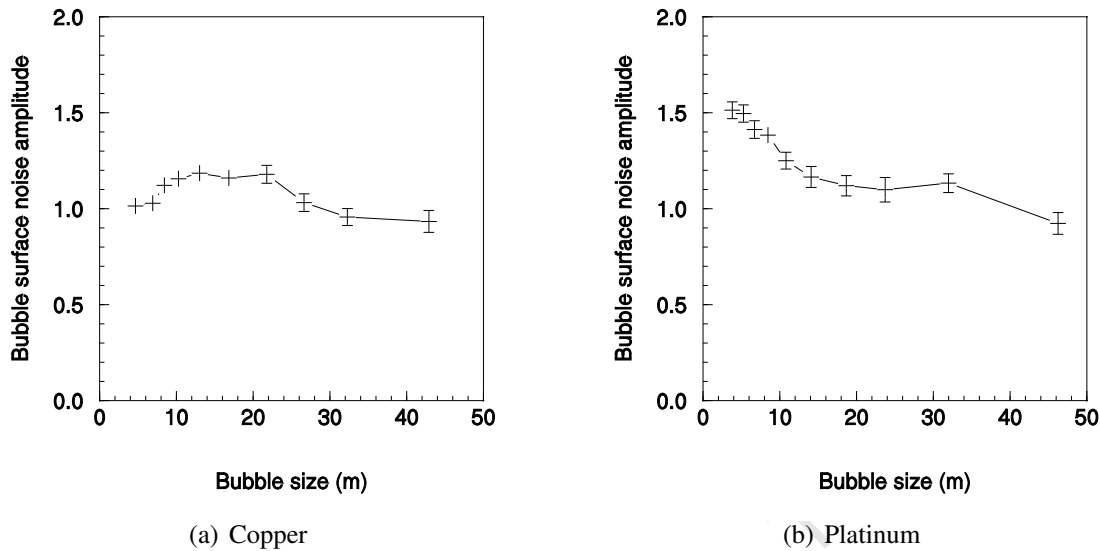 2.0
1.5
1.0
0.5
0.0
0 10 20 30 40 50
Bubble surface noise amplitude
Bubble size (m)
(a) Copper
2.0
1.5
1.0
0.5
0.0
0 10 20 30 40 50
Bubble surface noise amplitude
Bubble size (m)
(b) Platinum